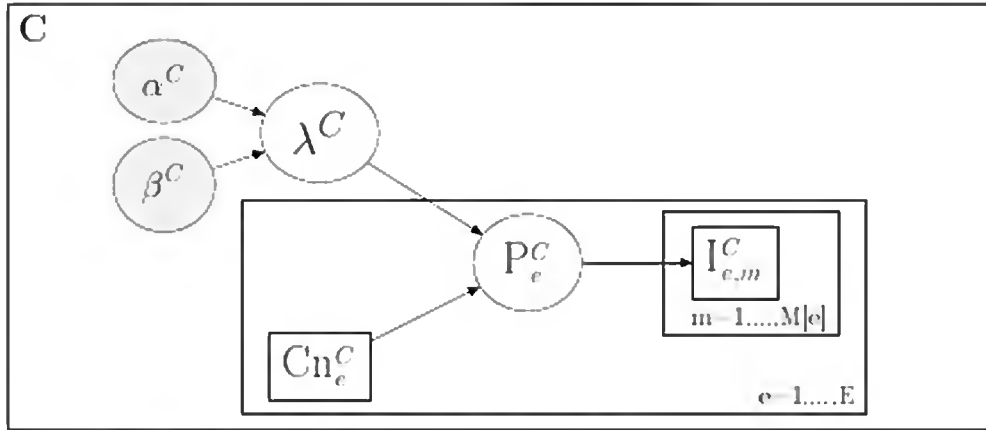 C
α^C
λ^C
β^C
P_e^C
I_{e,m}^C
m=1.....M[e]
Cn_e^C
e=1.....E